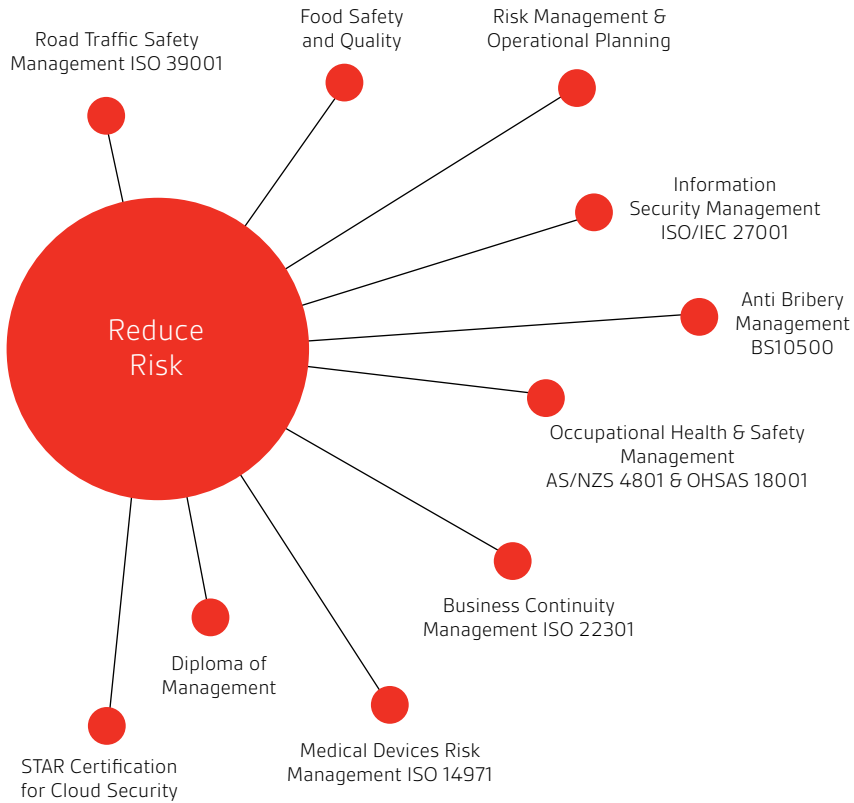 Food Safety
and Quality
Risk Management &
Operational Planning
Road Traffic Safety
Management ISO 39001
Information
Security Management
ISO/IEC 27001
Anti Bribery
Management
BS10500
Reduce
Risk
Occupational Health & Safety
Management
AS/NZS 4801 & OHSAS 18001
Business Continuity
Management ISO 22301
Diploma of
Management
Medical Devices Risk
Management ISO 14971
STAR Certification
for Cloud Security